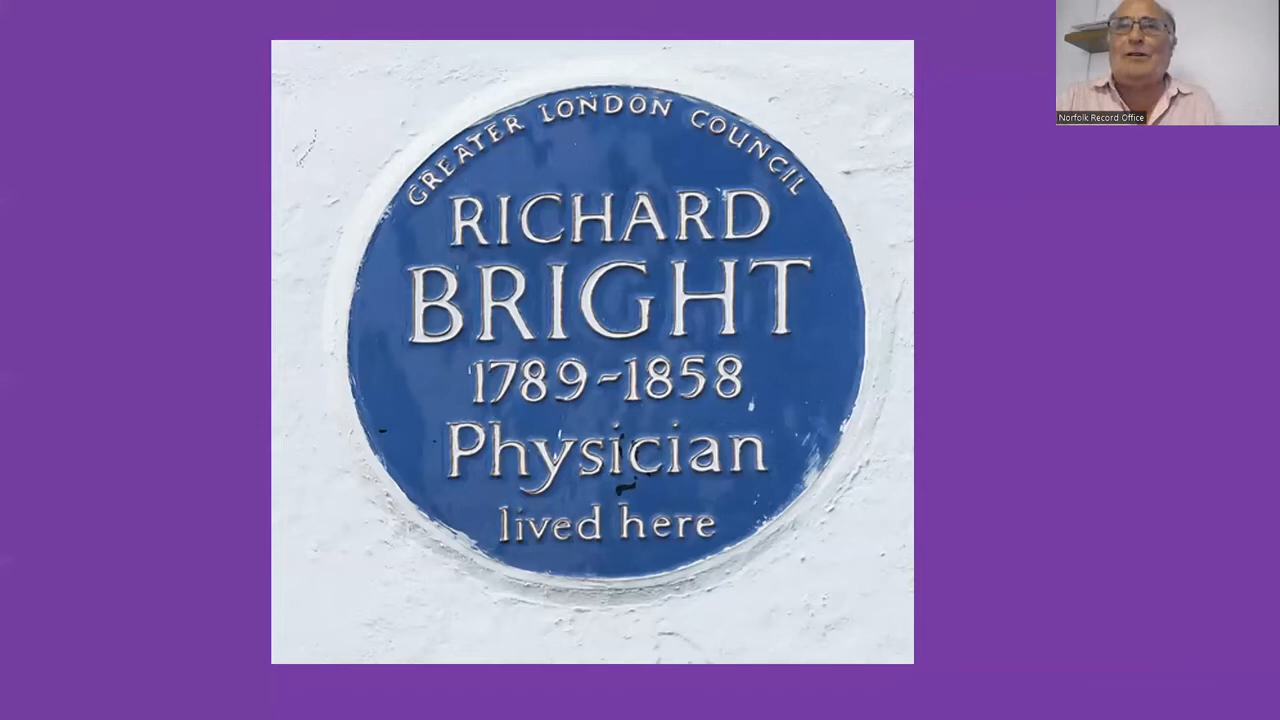 GREATER LONDON COUNCIL
RICHARD
BRIGHT
1789-1858
Physician
lived here
Norfolk Record Office